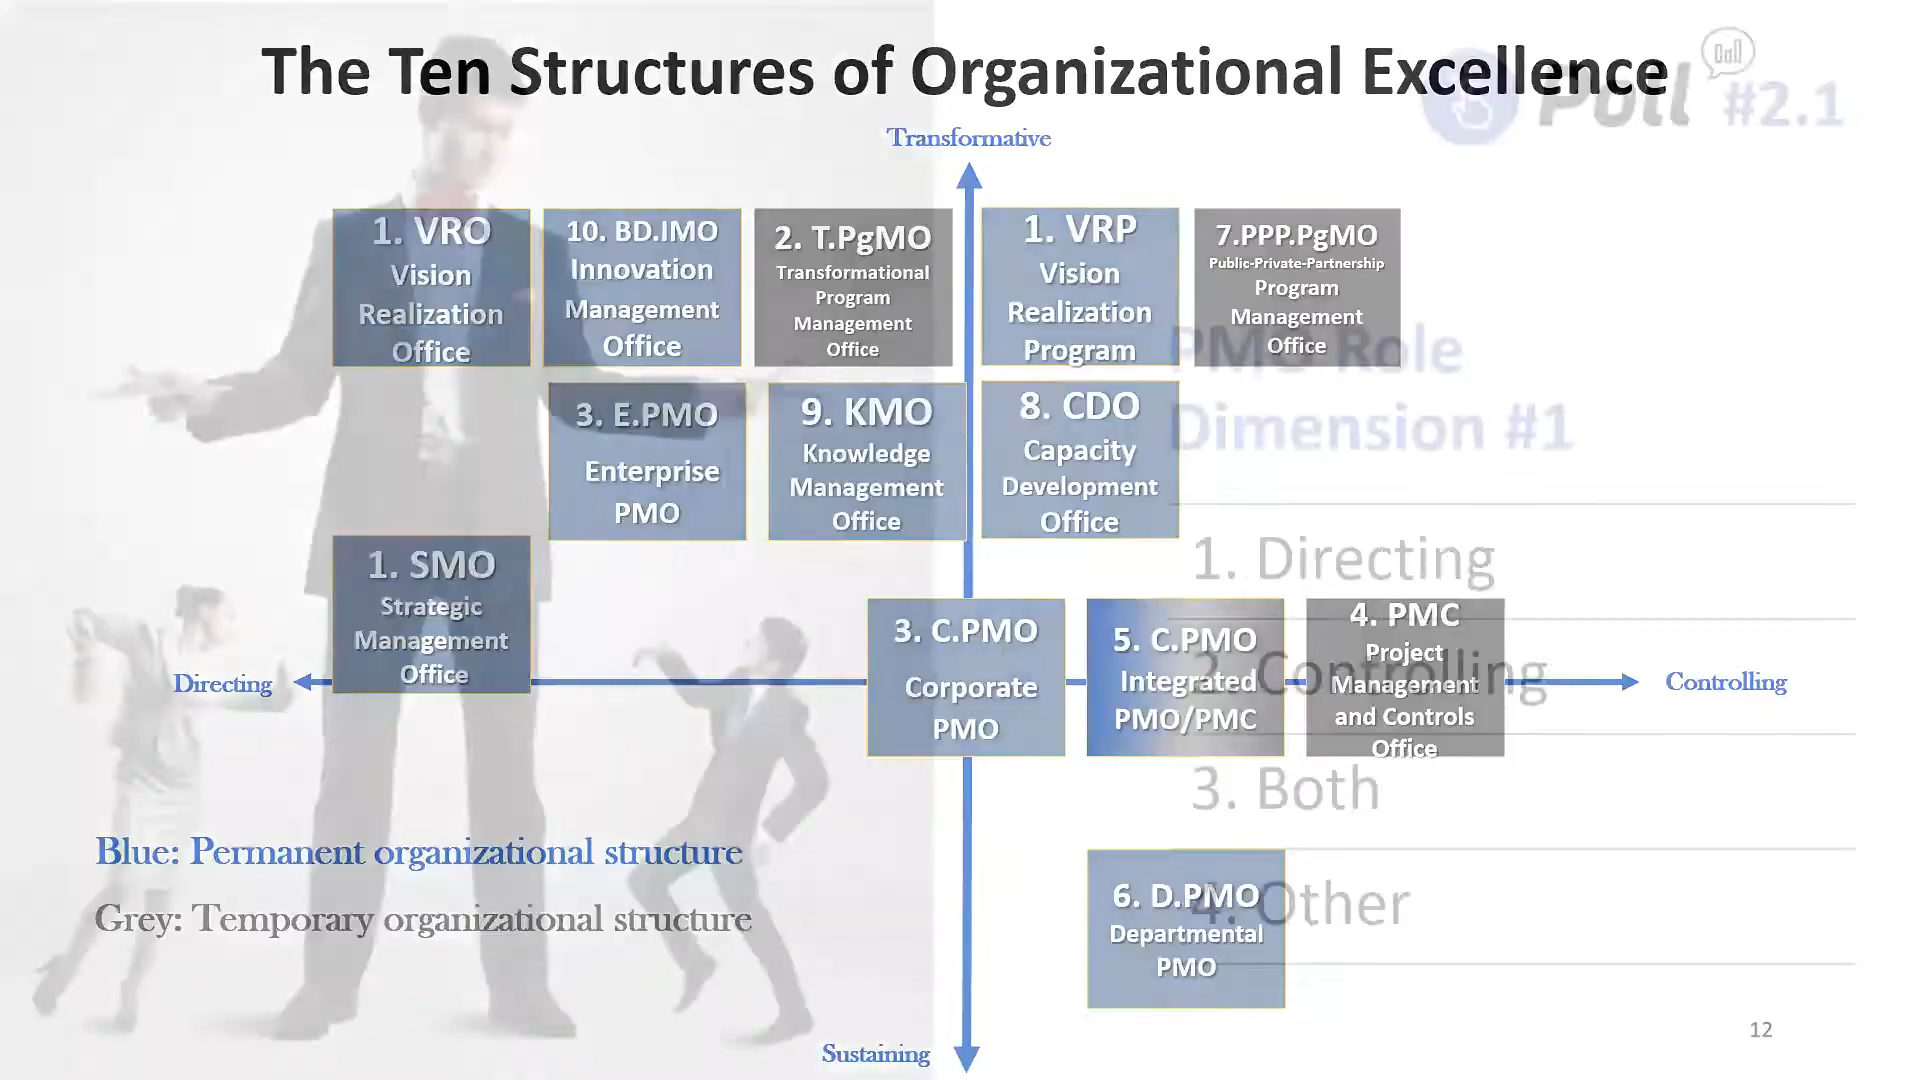 The Ten Structures of Organizational Excellence
Poll #2.1
Transformative
1. VRO
Vision
Realization
Office
10. BD.IMO
Innovation
Management
Office
2. T.PgMO
Transformational
Program
Management
Office
1. VRP
Vision
Realization
Program
7.PPP.PgMO
Public-Private-Partnership
Program
Management
Office
PMO Role
Dimension #1
3. E.PMO
Enterprise
PMO
9. KMO
Knowledge
Management
Office
8. CDO
Capacity
Development
Office
1. Directing
1. SMO
Strategic
Management
Office
Directing
3. C.PMO
Corporate
PMO
5. C.PMO
Integrated
PMO/PMC
4. PMC
Project
Management
and Controls
Office
2. Controlling
Controlling
3. Both
Blue: Permanent organizational structure
Grey: Temporary organizational structure
6. D.PMO
Departmental
PMO
4. Other
Sustaining
12